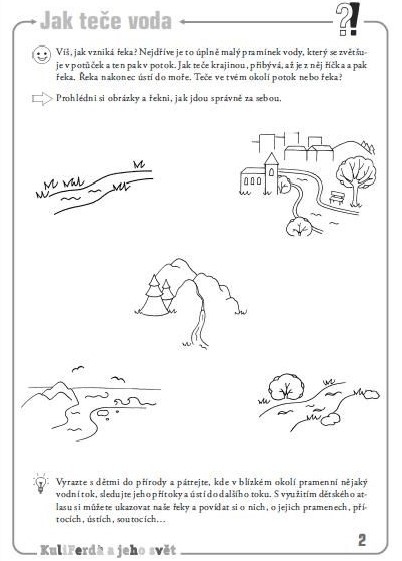 Jak teče voda
?!
Víš, jak vzniká řeka? Nejdříve je to úplně malý pramínek vody, který se zvětšu-
je v potůček a ten pak v potok. Jak teče krajinou, přibývá, až je z něj říčka a pak
řeka. Řeka nakonec ústí do moře. Teče ve tvém okolí potok nebo řeka?
Prohlédni si obrázky a řekni, jak jdou správně za sebou.
Vyrazte s dětmi do přírody a pátrejte, kde v blízkém okolí pramenní nějaký
vodní tok, sledujte jeho přítoky a ústí do dalšího toku. S využitím dětského at-
lasu si můžete ukazovat naše řeky a povídat si o nich, o jejich pramenech, pří-
tocích, ústích, soutocích...
2
KuliFerda a jeho svět